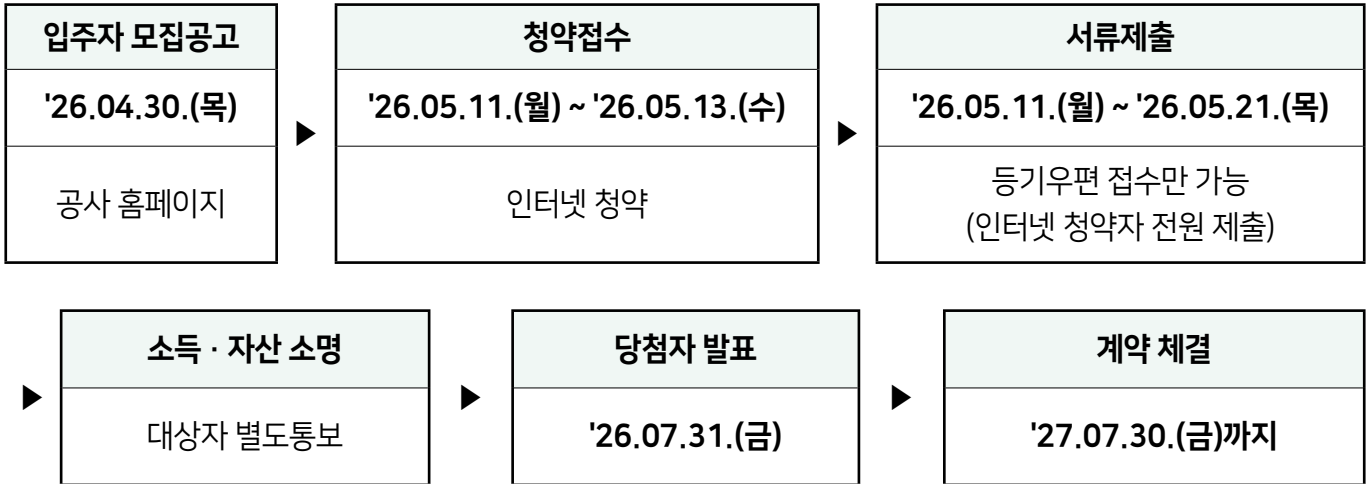 입주자 모집공고
'26.04.30.(목)
공사 홈페이지
▶
청약접수
'26.05.11.(월) ~ '26.05.13.(수)
인터넷 청약
▶
서류제출
'26.05.11.(월) ~ '26.05.21.(목)
등기우편 접수만 가능
(인터넷 청약자 전원 제출)
▶
소득 · 자산 소명
대상자 별도통보
▶
당첨자 발표
'26.07.31.(금)
▶
계약 체결
'27.07.30.(금)까지